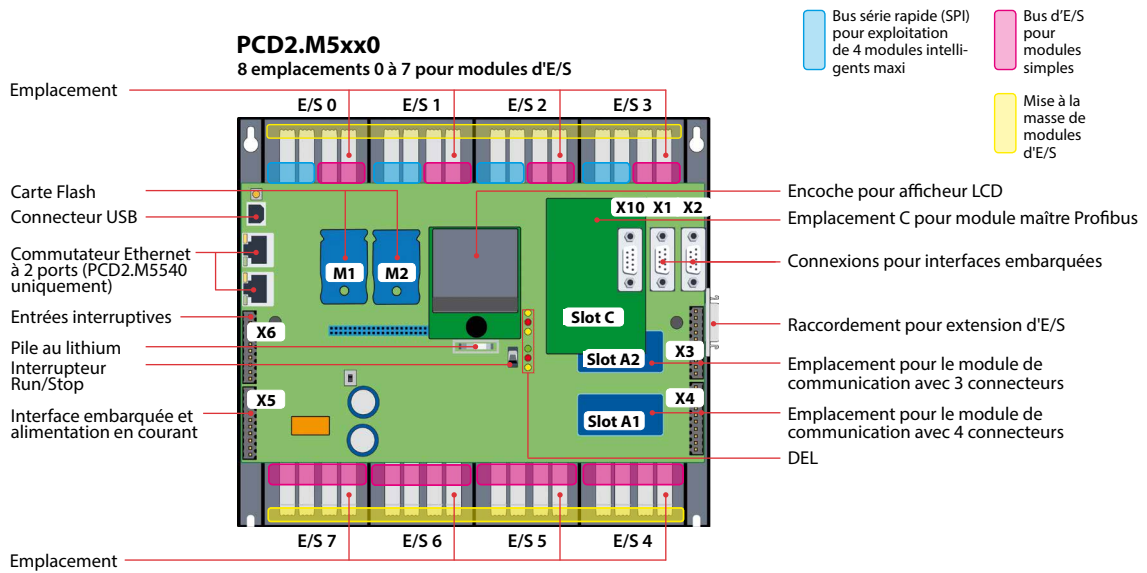 PCD2.M5xx0
8 emplacements 0 à 7 pour modules d'E/S
Bus série rapide (SPI)
pour exploitation
de 4 modules intelli-
gents maxi
Bus d'E/S
pour
modules
simples
Mise à la
masse de
modules
d'E/S
Emplacement
E/S 0
E/S 1
E/S 2
E/S 3
Carte Flash
Connecteur USB
Commutateur Ethernet
à 2 ports (PCD2.M5540
uniquement)
Entrées interruptives
Pile au lithium
Interrupteur
Run/Stop
Interface embarquée et
alimentation en courant
M1
M2
X6
X5
X10
X1
X2
Slot C
Slot A2
X3
Slot A1
X4
Encoche pour afficheur LCD
Emplacement C pour module maître Profibus
Connexions pour interfaces embarquées
Raccordement pour extension d'E/S
Emplacement pour le module de
communication avec 3 connecteurs
Emplacement pour le module de
communication avec 4 connecteurs
DEL
E/S 7
E/S 6
E/S 5
E/S 4
Emplacement